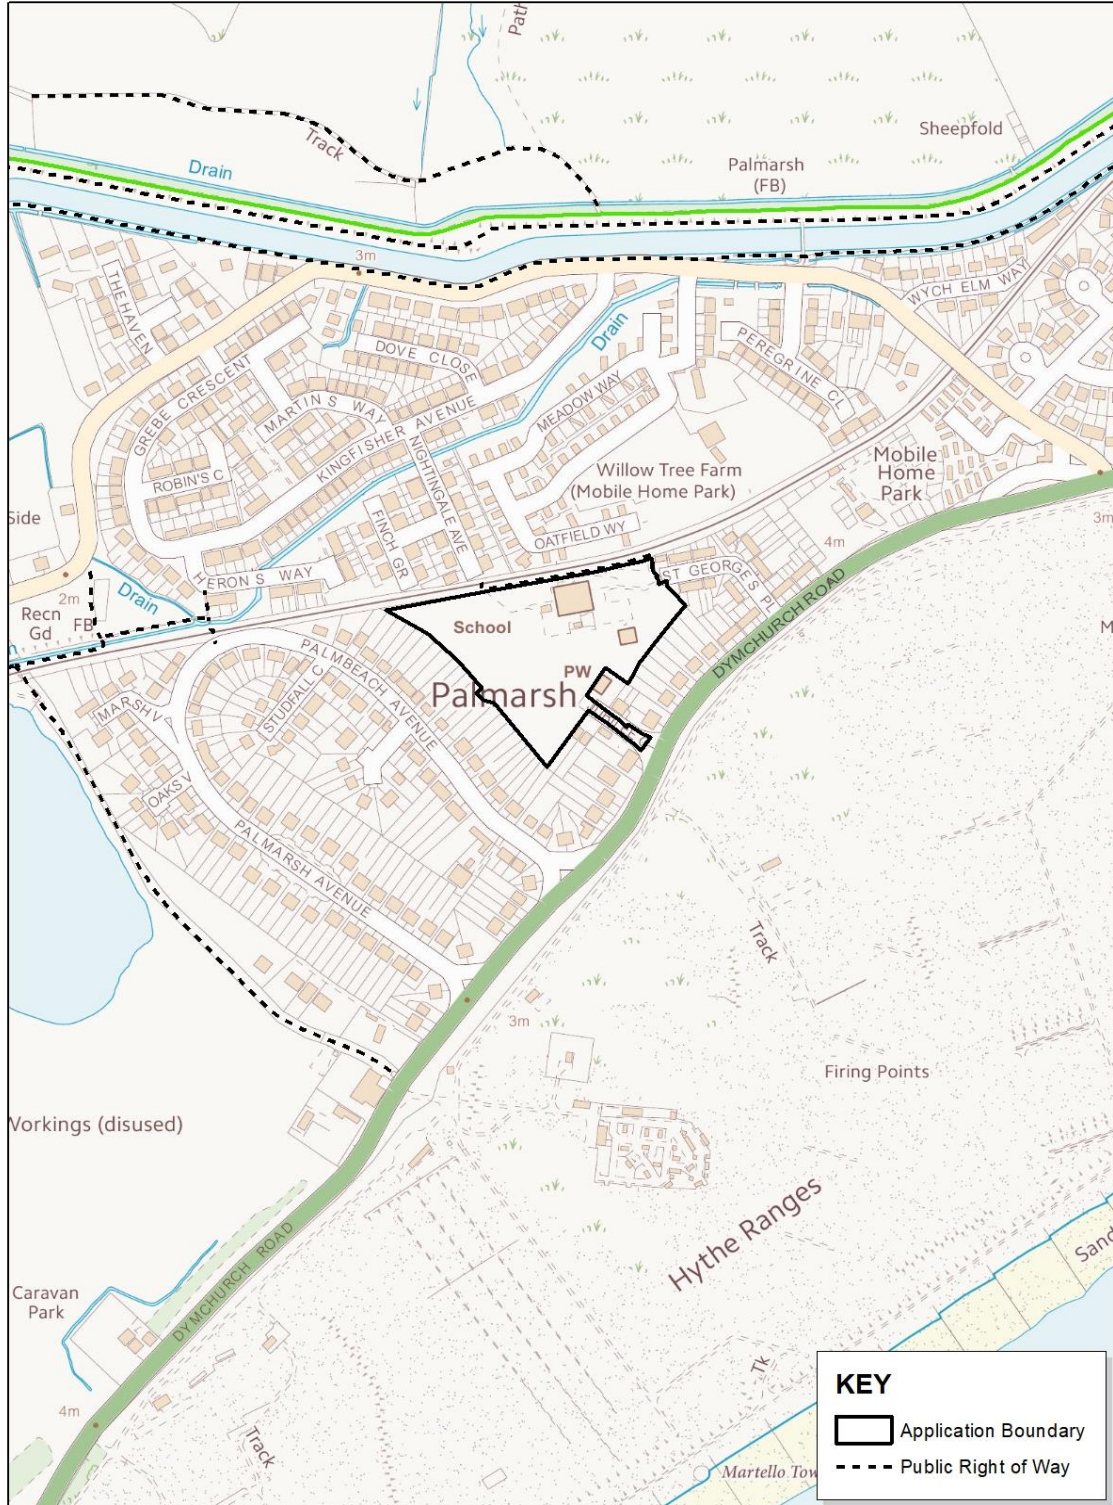 Path
Sheepfold
Track
Palmarsh
(FB)
Drain
3m
WYCH ELM WAY
THE HAVEN
Drain
DOVE CLOSE
PEREGRINE CL
GREBE CRESCENT
MARTIN S WAY
MEADOW WAY
KINGFISHER AVENUE
NIGHTINGALE AVE
Mobile
Home
Park
Willow Tree Farm
(Mobile Home Park)
ROBIN'S C
Side
FINCH GR
OATFIELD WY
3m
4m
HERON S WAY
ST GEORGES PL
2m
Drain
Recn
Gd
FB
School
DYMCHURCH ROAD
PALMBEACH AVENUE
PW
Palmarsh
STUDFALL C
MARSH V
OAKS V
PALMARSH AVENUE
Track
3m
Firing Points
Workings (disused)
Hythe Ranges
DYMCHURCH ROAD
Sand
Caravan
Park
Tk
4m
Track
Martello Tow
KEY
Application Boundary
Public Right of Way